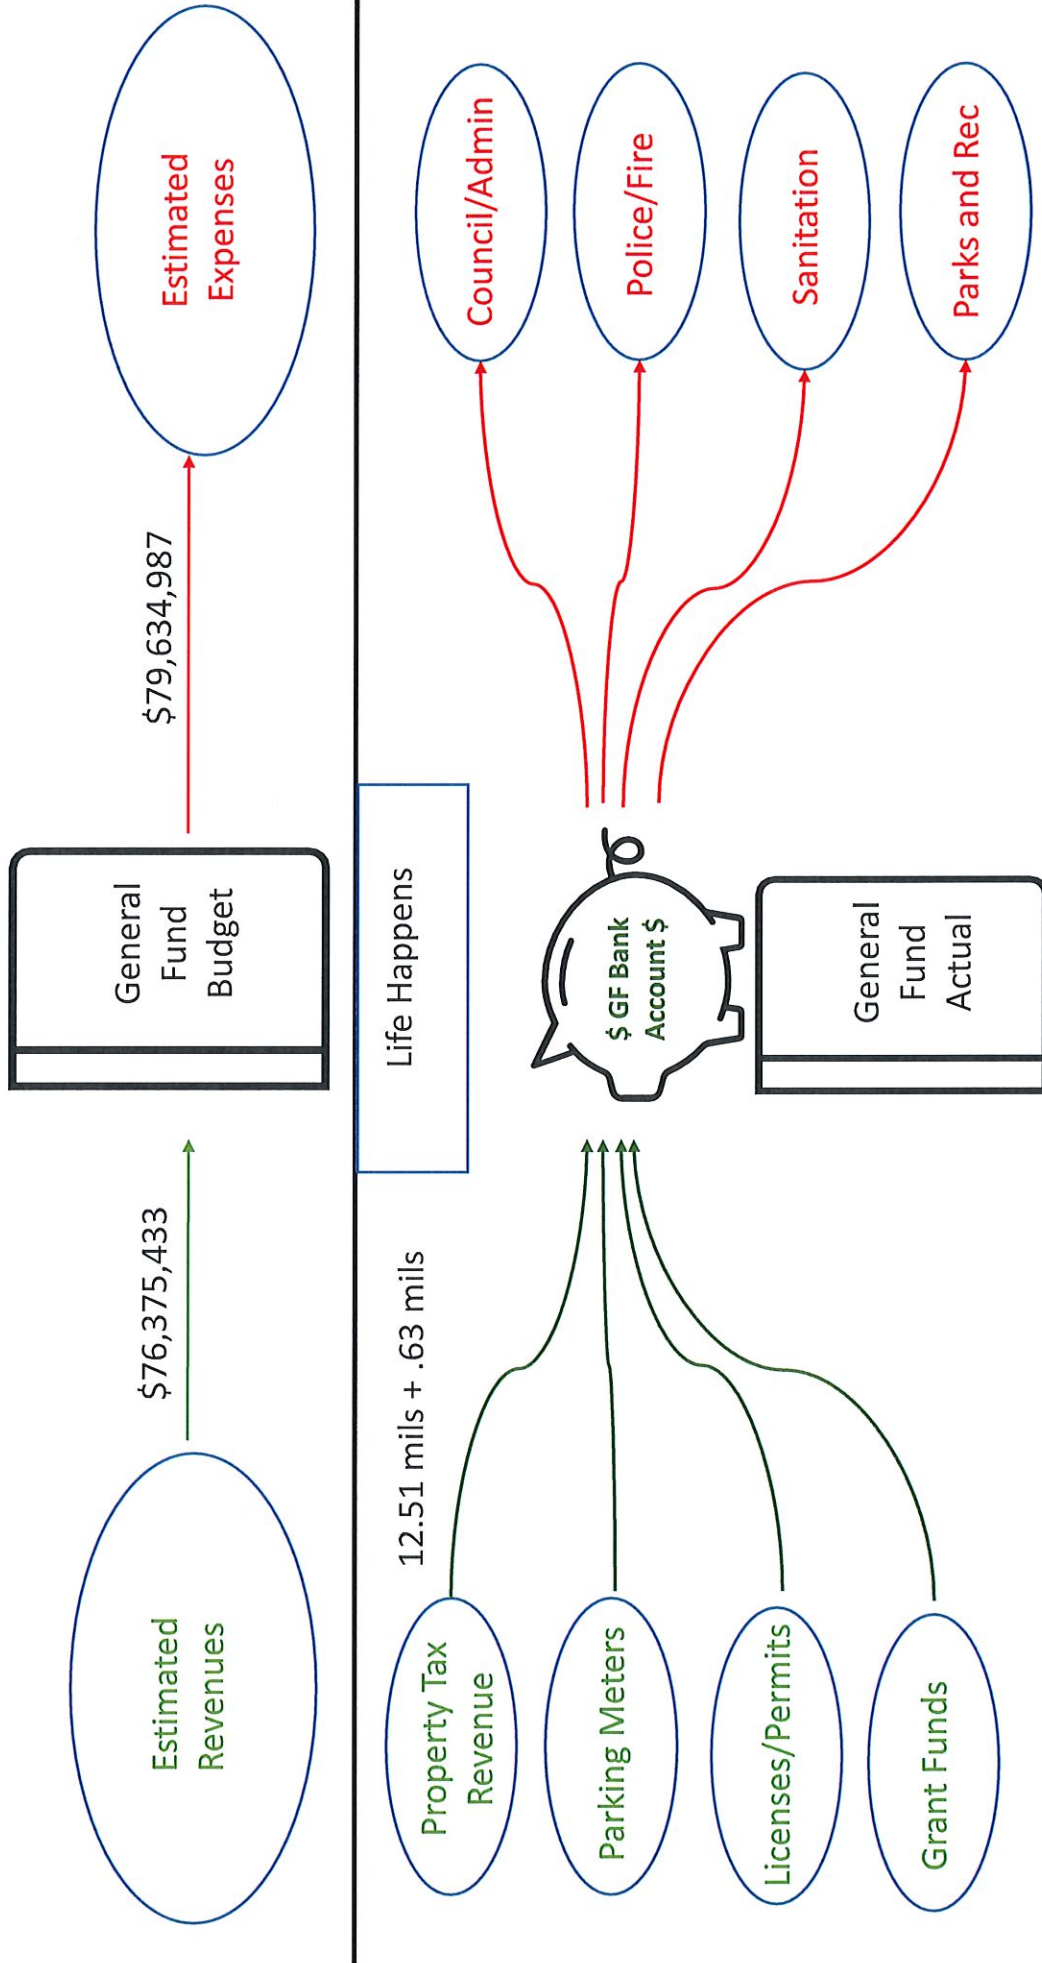 Estimated
Revenues
$76,375,433
General
Fund
Budget
$79,634,987
Estimated
Expenses
Life Happens
12.51 mils + .63 mils
Property Tax
Revenue
Parking Meters
Licenses/Permits
Grant Funds
$ GF Bank
Account $
General
Fund
Actual
Council/Admin
Police/Fire
Sanitation
Parks and Rec